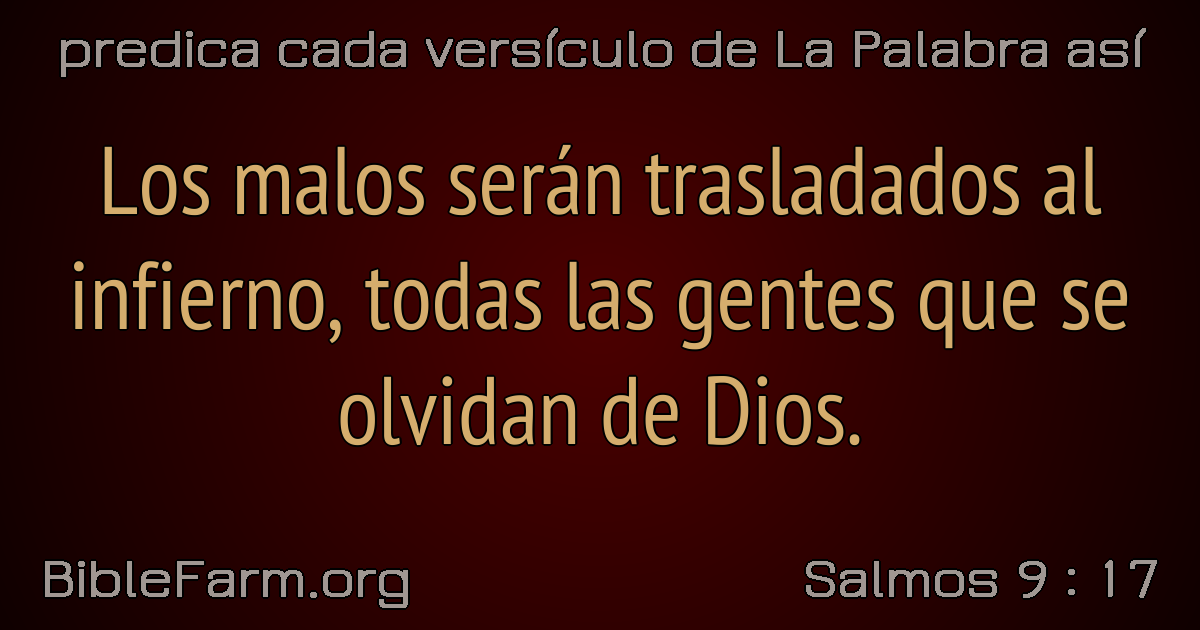 predica cada versículo de La Palabra así
Los malos serán trasladados al
infierno, todas las gentes que se
olvidan de Dios.
BibleFarm.org
Salmos 9 : 17